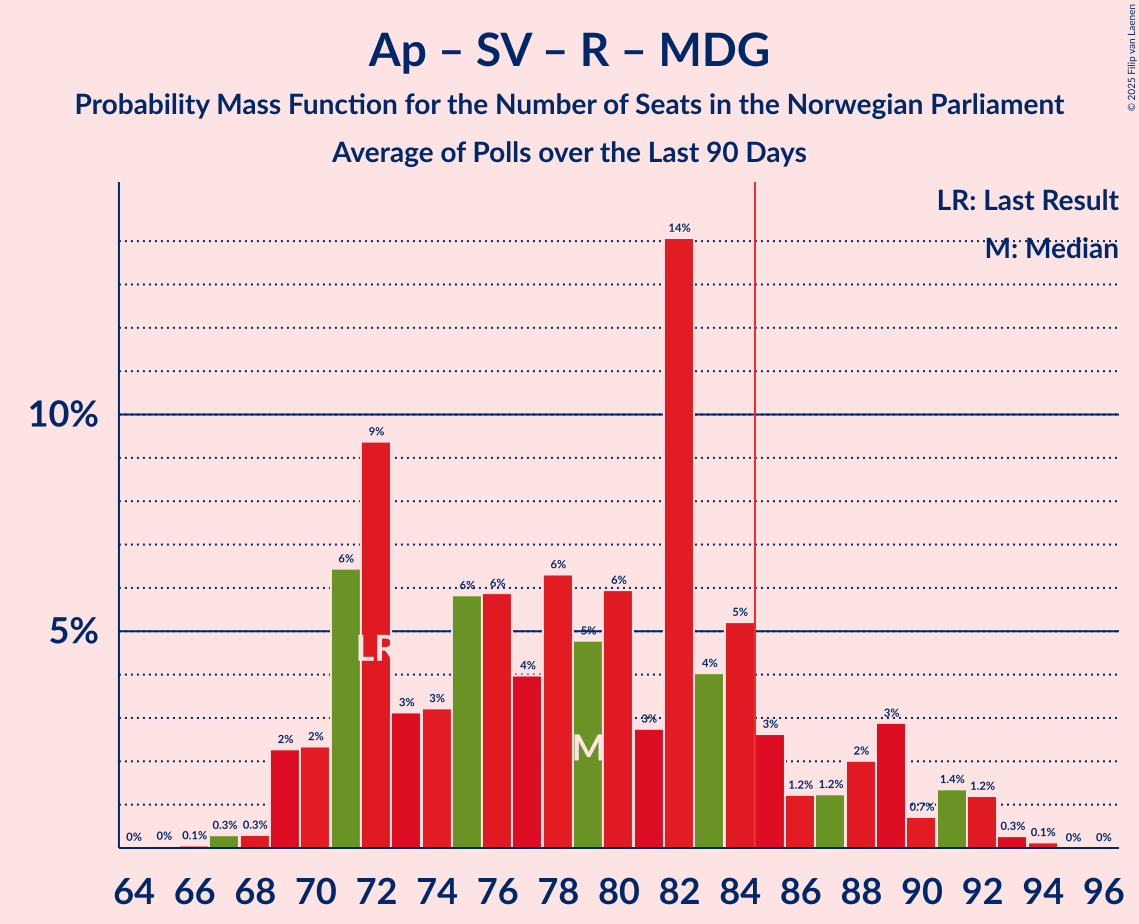 Ap – SV – R – MDG
Probability Mass Function for the Number of Seats in the Norwegian Parliament
Average of Polls over the Last 90 Days
© 2025 Filip van Laenen
LR: Last Result
M: Median
10%
5%
0% 0% 0.1% 0.3% 0.3% 2% 2% 6% 9% 3% 3% 6% 6% 4% 6% 5% 6% 3% 14% 4% 5% 3% 1.2% 1.2% 2% 3% 0.7% 1.4% 1.2% 0.3% 0.1% 0% 0%
LR
M
64 66 68 70 72 74 76 78 80 82 84 86 88 90 92 94 96